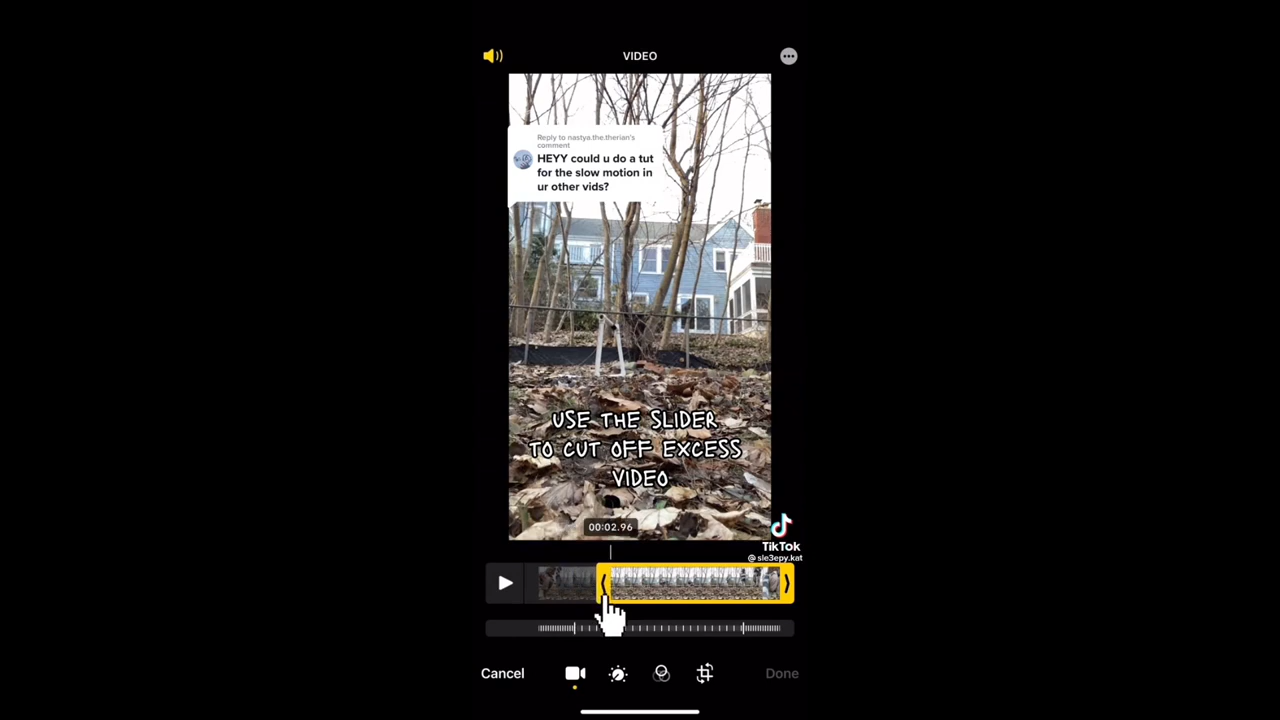 VIDEO
Reply to nastya.the.therian's
comment
HEYY could u do a tut
for the slow motion in
ur other vids?
USE THE SLIDER
TO CUT OFF EXCESS
VIDEO
00:02.96
TikTok
@sle3epy.kat
Cancel
Done